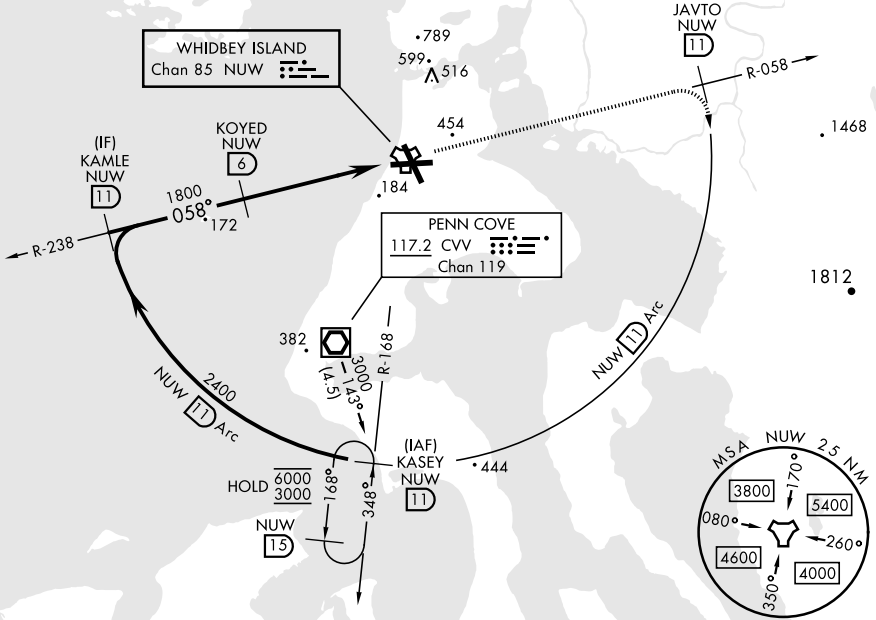 JAVTO
NUW
11
R-058
789
599
516
WHIDBEY ISLAND
Chan 85 NUW
454
1468
(IF)
KAMLE
NUW
11
KOYED
NUW
6
1800
058°
172
184
R-238
PENN COVE
117.2 CVV
Chan 119
1812
382
3000
143°
(4.5)
R-168
NUW 11 Arc
2400
NUW 11 Arc
(IAF)
KASEY
NUW
11
444
HOLD
6000
3000
168°
348°
NUW
15
MSA NUW 25 NM
170°
3800
5400
080°
260°
4600
4000
350°